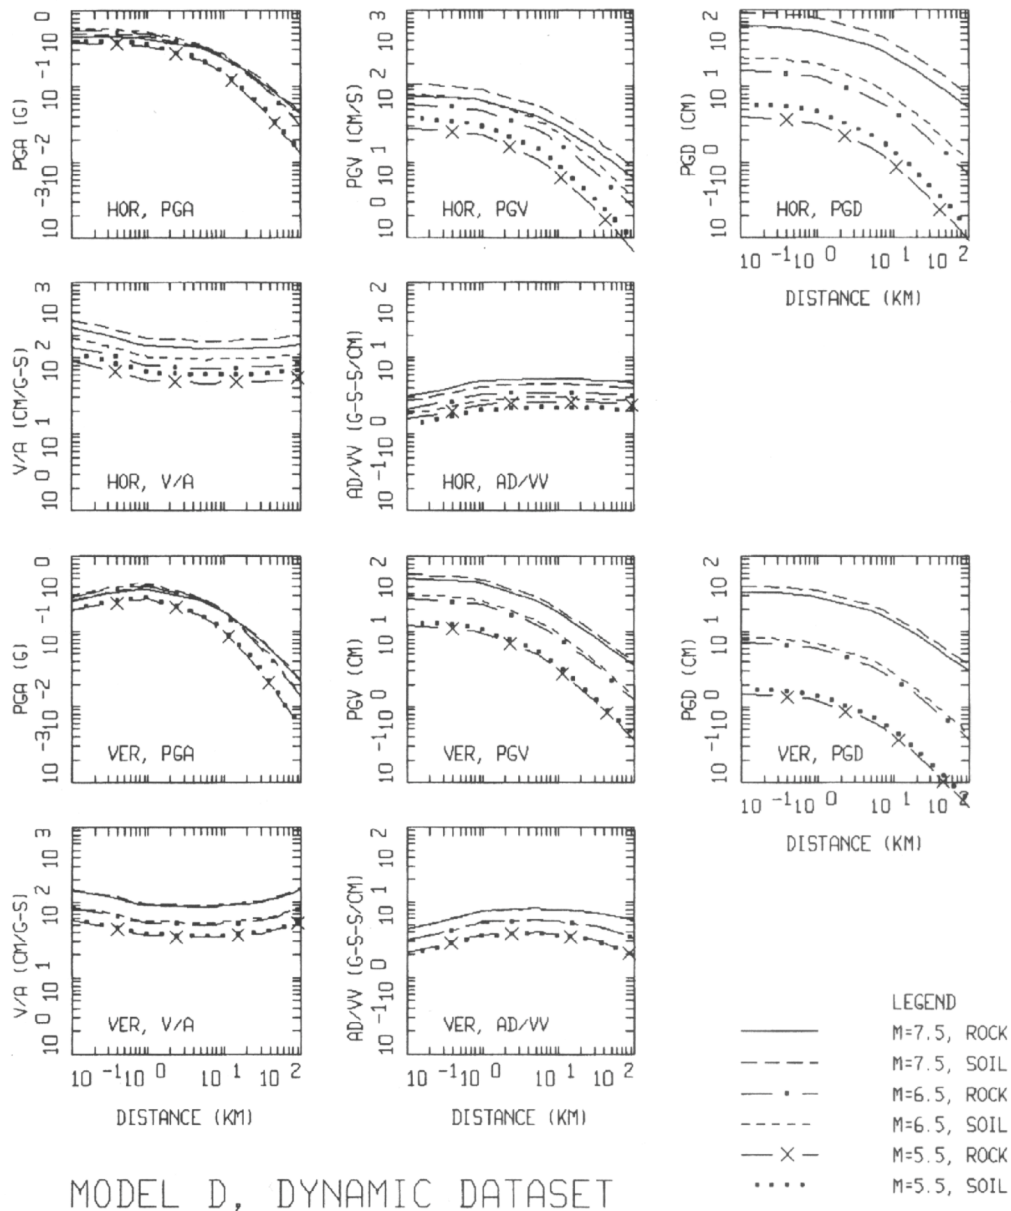 PGA (G)
10 -3 10 -2 10 -1 10 0
HOR, PGA
PGV (CM/S)
10 0 10 1 10 2 10 3
HOR, PGV
PGD (CM)
10 -1 10 0 10 1 10 2
HOR, PGD
10 -1 10 0 10 1 10 2
DISTANCE (KM)
V/A (CM/G-S)
10 0 10 1 10 2 10 3
HOR, V/A
AD/VV (G-S-S/CM)
10 -1 10 0 10 1 10 2
HOR, AD/VV
PGA (G)
10 -3 10 -2 10 -1 10 0
VER, PGA
PGV (CM)
10 -1 10 0 10 1 10 2
VER, PGV
PGD (CM)
10 -1 10 0 10 1 10 2
VER, PGD
10 -1 10 0 10 1 10 2
DISTANCE (KM)
V/A (CM/G-S)
10 0 10 1 10 2 10 3
VER, V/A
10 -1 10 0 10 1 10 2
DISTANCE (KM)
AD/VV (G-S-S/CM)
10 -1 10 0 10 1 10 2
VER, AD/VV
10 -1 10 0 10 1 10 2
DISTANCE (KM)
LEGEND
M=7.5, ROCK
M=7.5, SOIL
M=6.5, ROCK
M=6.5, SOIL
M=5.5, ROCK
M=5.5, SOIL
MODEL D, DYNAMIC DATASET